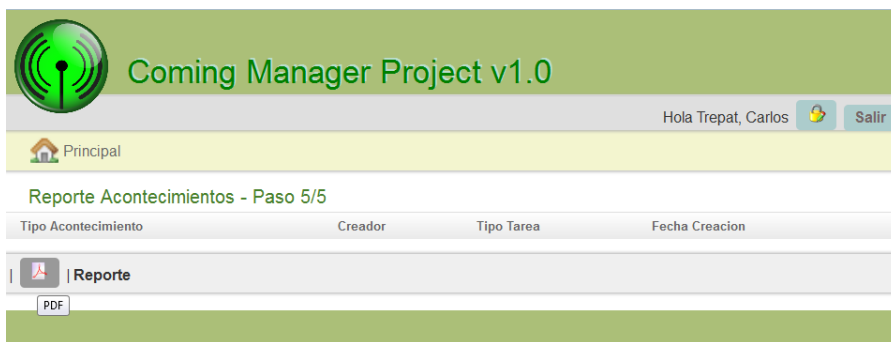 Coming Manager Project v1.0
Hola Trepat, Carlos Salir
Principal
Reporte Acontecimientos - Paso 5/5
Tipo Acontecimiento Creador Tipo Tarea Fecha Creacion
| | Reporte
PDF